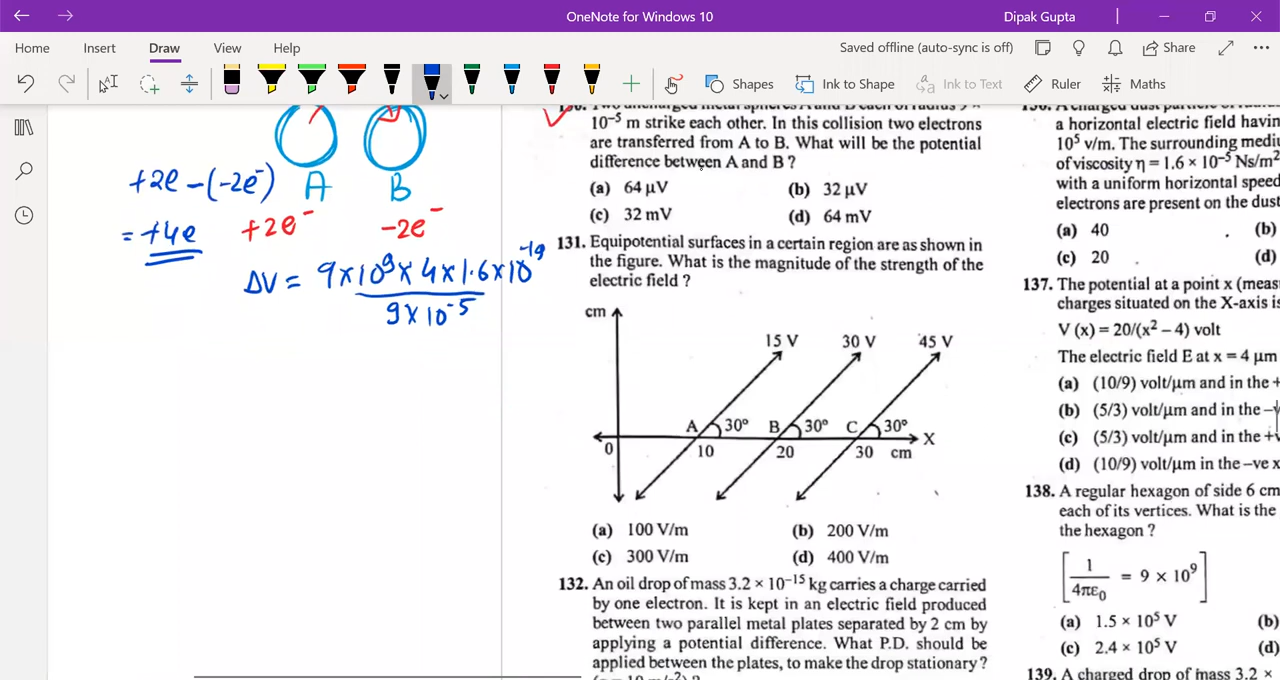 OneNote for Windows 10
Dipak Gupta
Home Insert Draw View Help
Saved offline (auto-sync is off)
Share
Shapes
Ink to Shape
Ink to Text
Ruler
Maths
+2e -(-2e⁻)
= +4e
A B
+2e⁻ -2e⁻
ΔV = 9×10⁹×4×1.6×10⁻¹⁹
9×10⁻⁵
10⁻⁵ m strike each other. In this collision two electrons
are transferred from A to B. What will be the potential
difference between A and B ?
(a) 64 μV (b) 32 μV
(c) 32 mV (d) 64 mV
131. Equipotential surfaces in a certain region are as shown in
the figure. What is the magnitude of the strength of the
electric field ?
cm
15 V 30 V 45 V
A 30° B 30° C 30°
X
0 10 20 30 cm
(a) 100 V/m (b) 200 V/m
(c) 300 V/m (d) 400 V/m
132. An oil drop of mass 3.2 × 10⁻¹⁵ kg carries a charge carried
by one electron. It is kept in an electric field produced
between two parallel metal plates separated by 2 cm by
applying a potential difference. What P.D. should be
applied between the plates, to make the drop stationary ?
a horizontal electric field havin
10⁵ v/m. The surrounding medi
of viscosity η = 1.6 × 10⁻⁵ Ns/m²
with a uniform horizontal speed
electrons are present on the dust
(a) 40 (b)
(c) 20 (d)
137. The potential at a point x (meas
charges situated on the X-axis is
V (x) = 20/(x² – 4) volt
The electric field E at x = 4 μm
(a) (10/9) volt/μm and in the +
(b) (5/3) volt/μm and in the –v
(c) (5/3) volt/μm and in the +v
(d) (10/9) volt/μm in the –ve x
138. A regular hexagon of side 6 cm
each of its vertices. What is the
the hexagon ?
[1/4πε₀ = 9 × 10⁹]
(a) 1.5 × 10⁵ V (b)
(c) 2.4 × 10⁵ V (d)
139. A charged drop of mass 3.2 ×